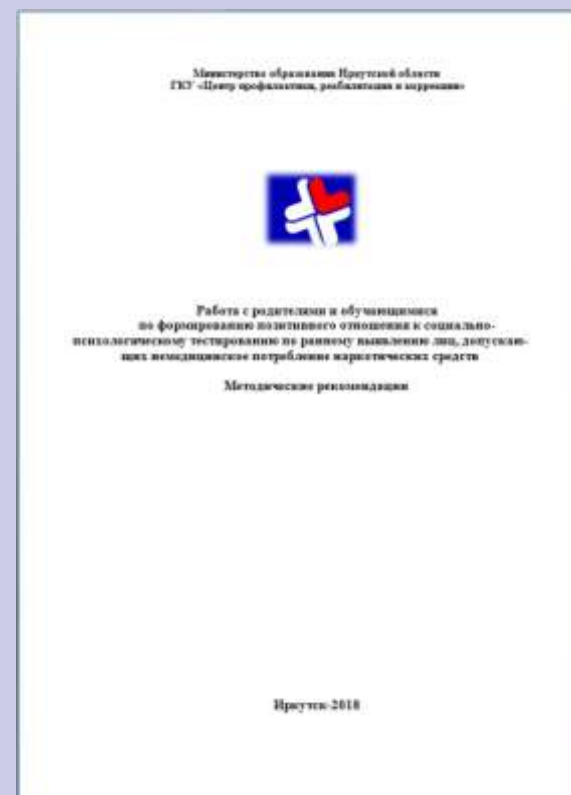 Министерство образования Иркутской области
ГКУ «Центр профилактики, реабилитации и коррекции»
Работа с родителями и обучающимися
по формированию позитивного отношения к социально-
психологическому тестированию по раннему выявлению лиц, допускаю-
щих немедицинское потребление наркотических средств
Методические рекомендации
Иркутск-2018